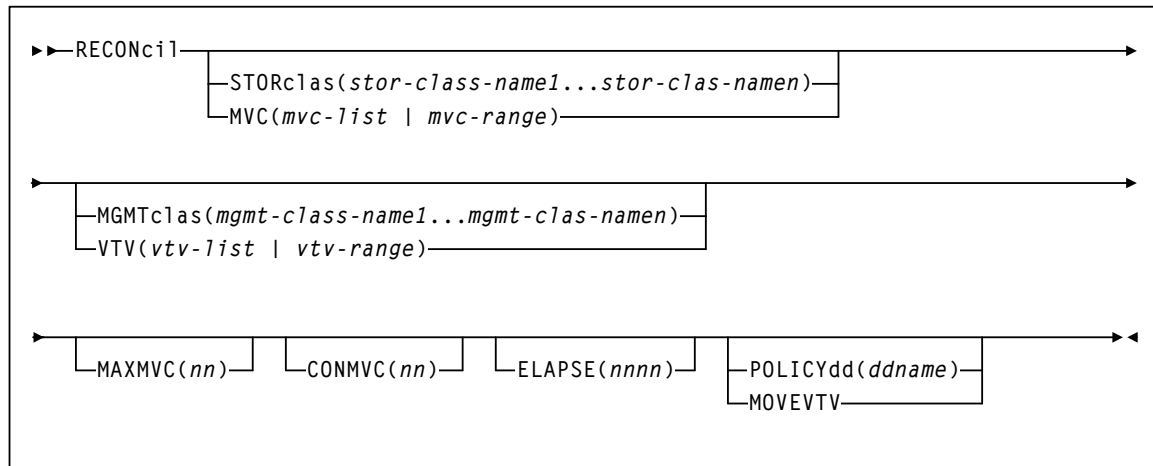 RECONcil
STORclas(stor-class-name1...stor-clas-namen)
MVC(mvc-list | mvc-range)
MGMTclas(mgmt-class-name1...mgmt-clas-namen)
VTV(vtv-list | vtv-range)
MAXMVC(nn) CONMVC(nn) ELAPSE(nnnn) POLICYdd(ddname)
MOVEVTV